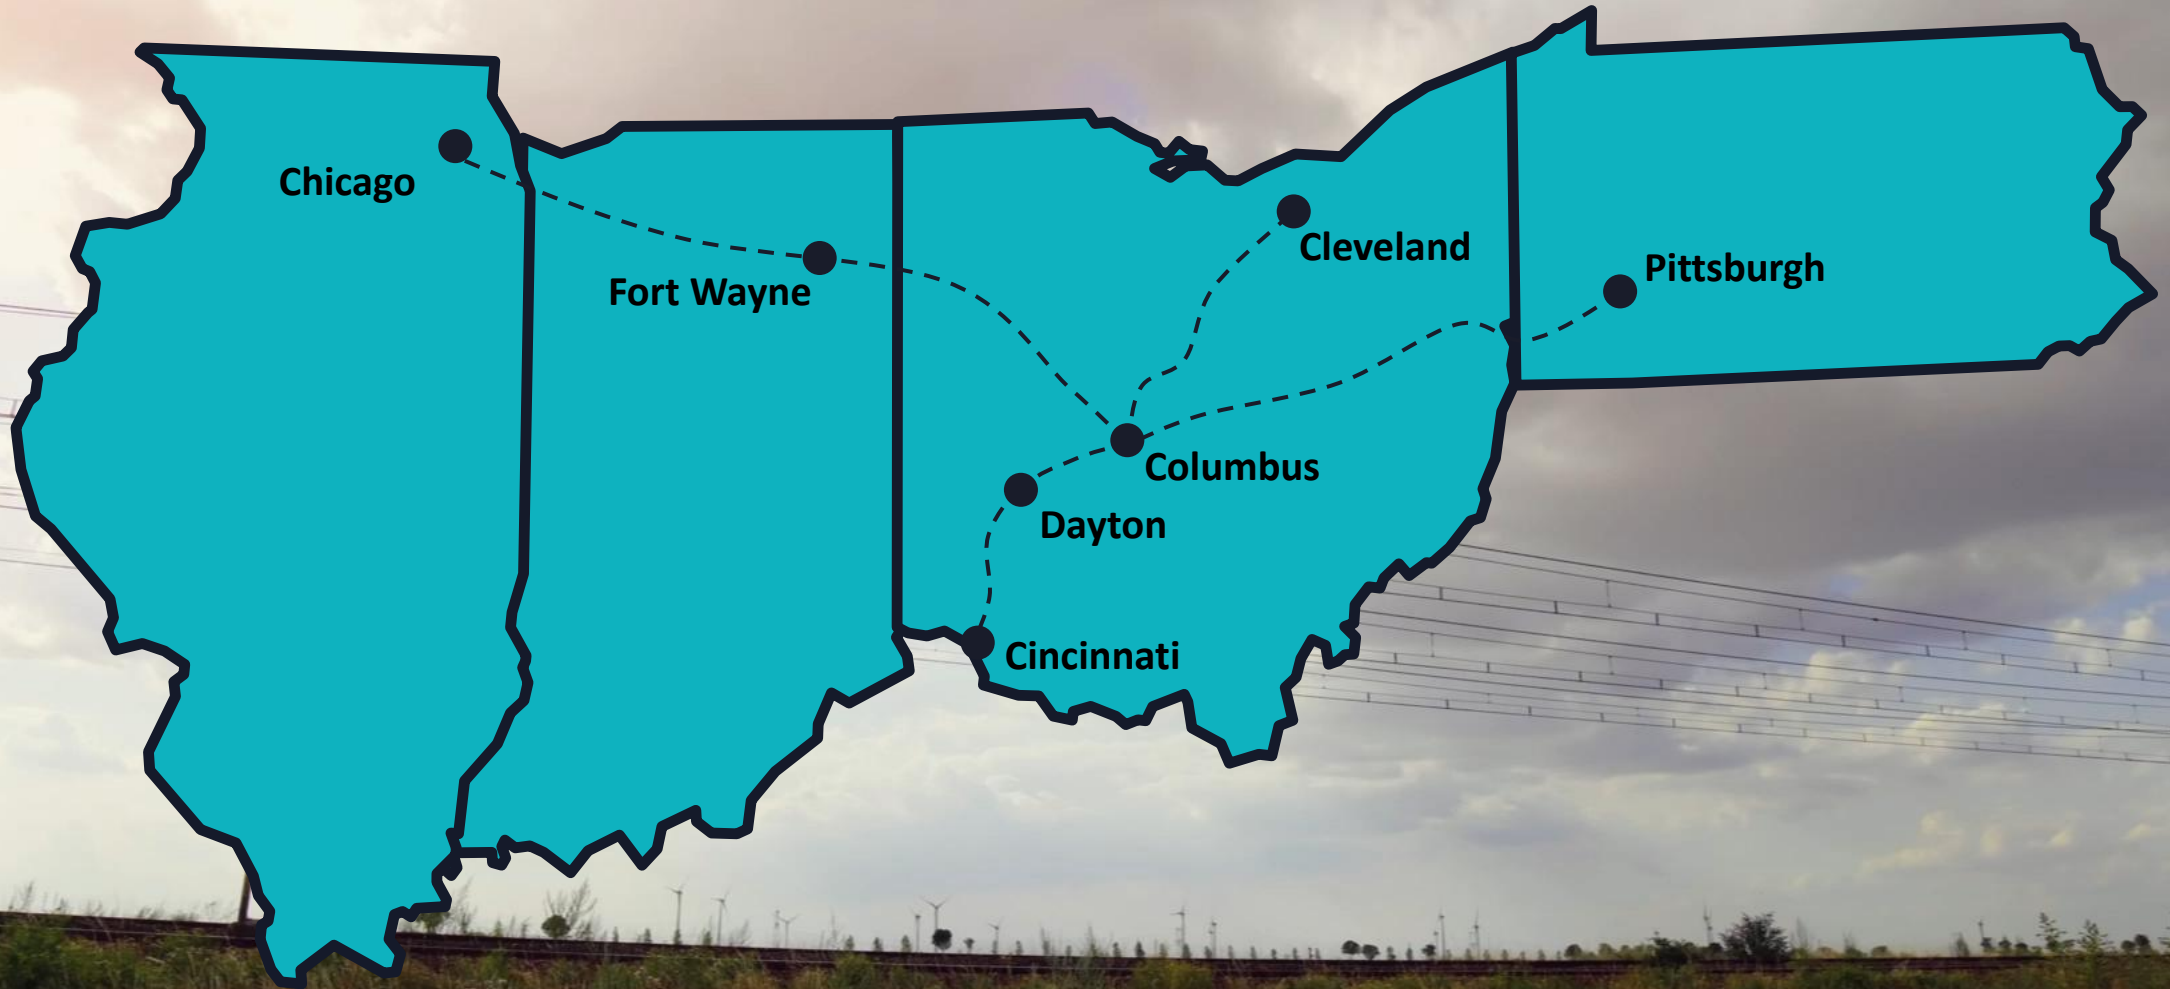 Chicago
Fort Wayne
Cleveland
Pittsburgh
Columbus
Dayton
Cincinnati